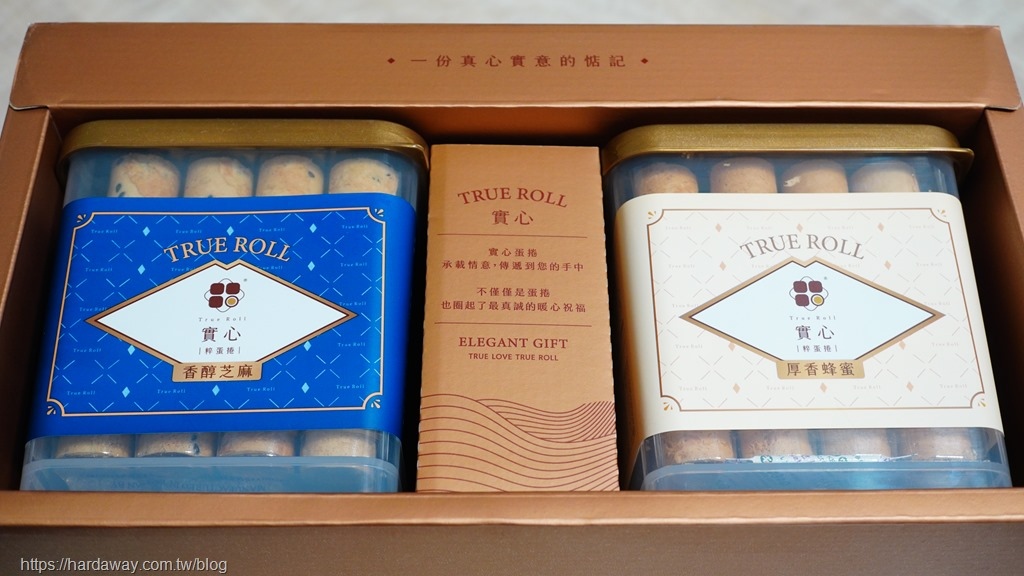 ◆ 一份真心實意的惦記 ◆
TRUE ROLL
True Roll
實心
|梓蛋捲|
香醇芝麻
TRUE ROLL
實心
實心蛋捲
承載情意，傳遞到您的手中
不僅僅是蛋捲
也圈起了最真誠的暖心祝福
ELEGANT GIFT
TRUE LOVE TRUE ROLL
TRUE ROLL
True Roll
實心
|梓蛋捲|
厚香蜂蜜
https://hardaway.com.tw/blog